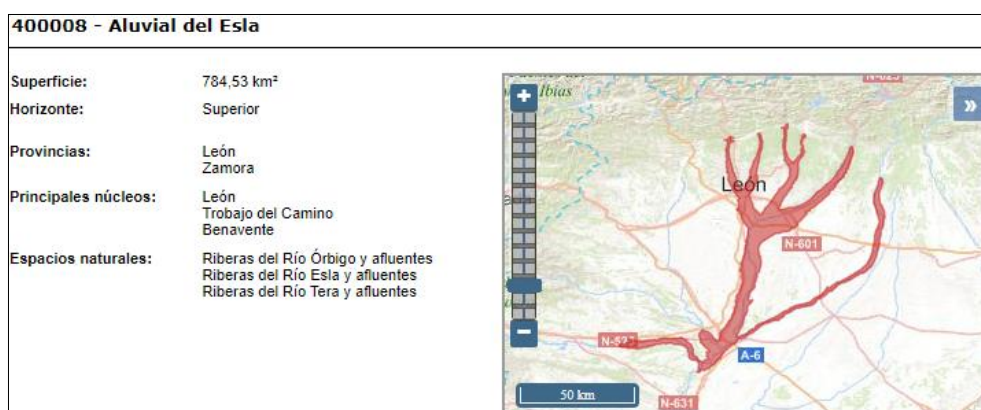 400008 - Aluvial del Esla
Superficie: 784,53 km²
Horizonte: Superior
Provincias: León
Zamora
Principales núcleos: León
Trobajo del Camino
Benavente
Espacios naturales: Riberas del Río Órbigo y afluentes
Riberas del Río Esla y afluentes
Riberas del Río Tera y afluentes
Ibias
+
»
León
N-601
A-6
−
50 km
N-631